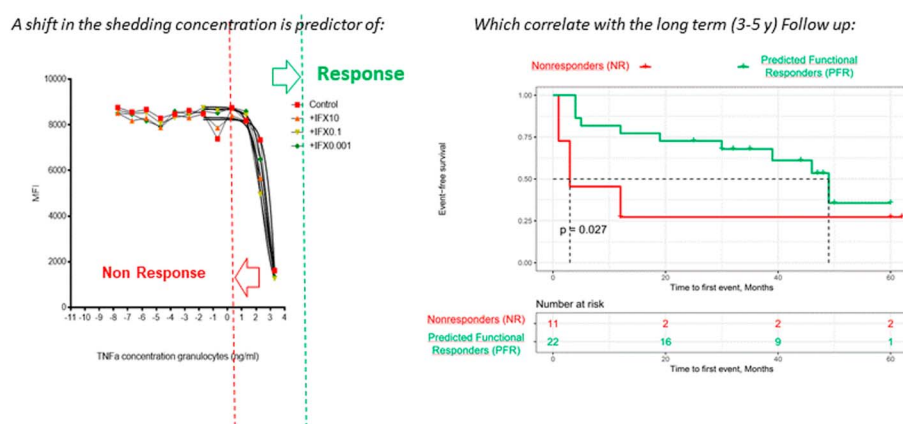 A shift in the shedding concentration is predictor of:
Response
10000
8000
6000
4000
2000
0
MFI
Control
+IFX10
+IFX0.1
+IFX0.001
Non Response
-11 -10 -9 -8 -7 -6 -5 -4 -3 -2 -1 0 1 2 3 4
TNFa concentration granulocytes (ng/ml)
Which correlate with the long term (3-5 y) Follow up:
Nonresponders (NR)
Predicted Functional
Responders (PFR)
1.00
0.75
0.50
0.25
0.00
Event-free survival
p = 0.027
0 20 40 60
Time to first event, Months
Number at risk
Nonresponders (NR) 11 2 2 2
Predicted Functional
Responders (PFR) 22 16 9 1
0 20 40 60
Time to first event, Months